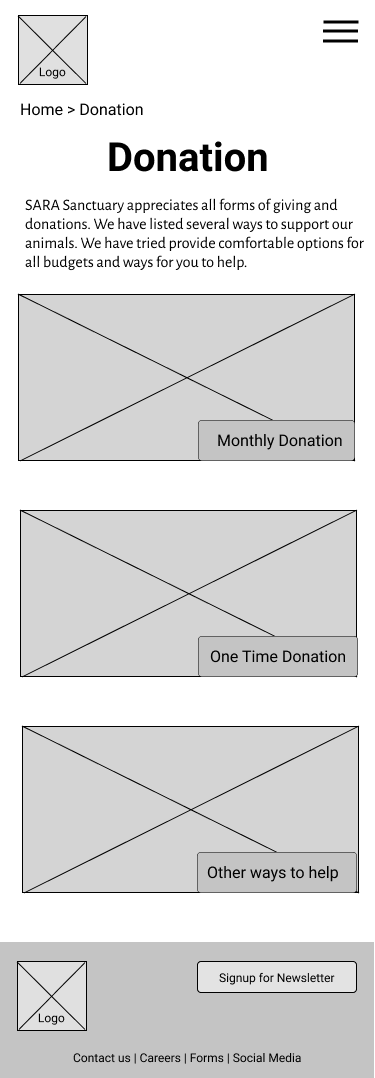 Logo
Home > Donation
Donation
SARA Sanctuary appreciates all forms of giving and
donations. We have listed several ways to support our
animals. We have tried provide comfortable options for
all budgets and ways for you to help.
Monthly Donation
One Time Donation
Other ways to help
Signup for Newsletter
Logo
Contact us | Careers | Forms | Social Media